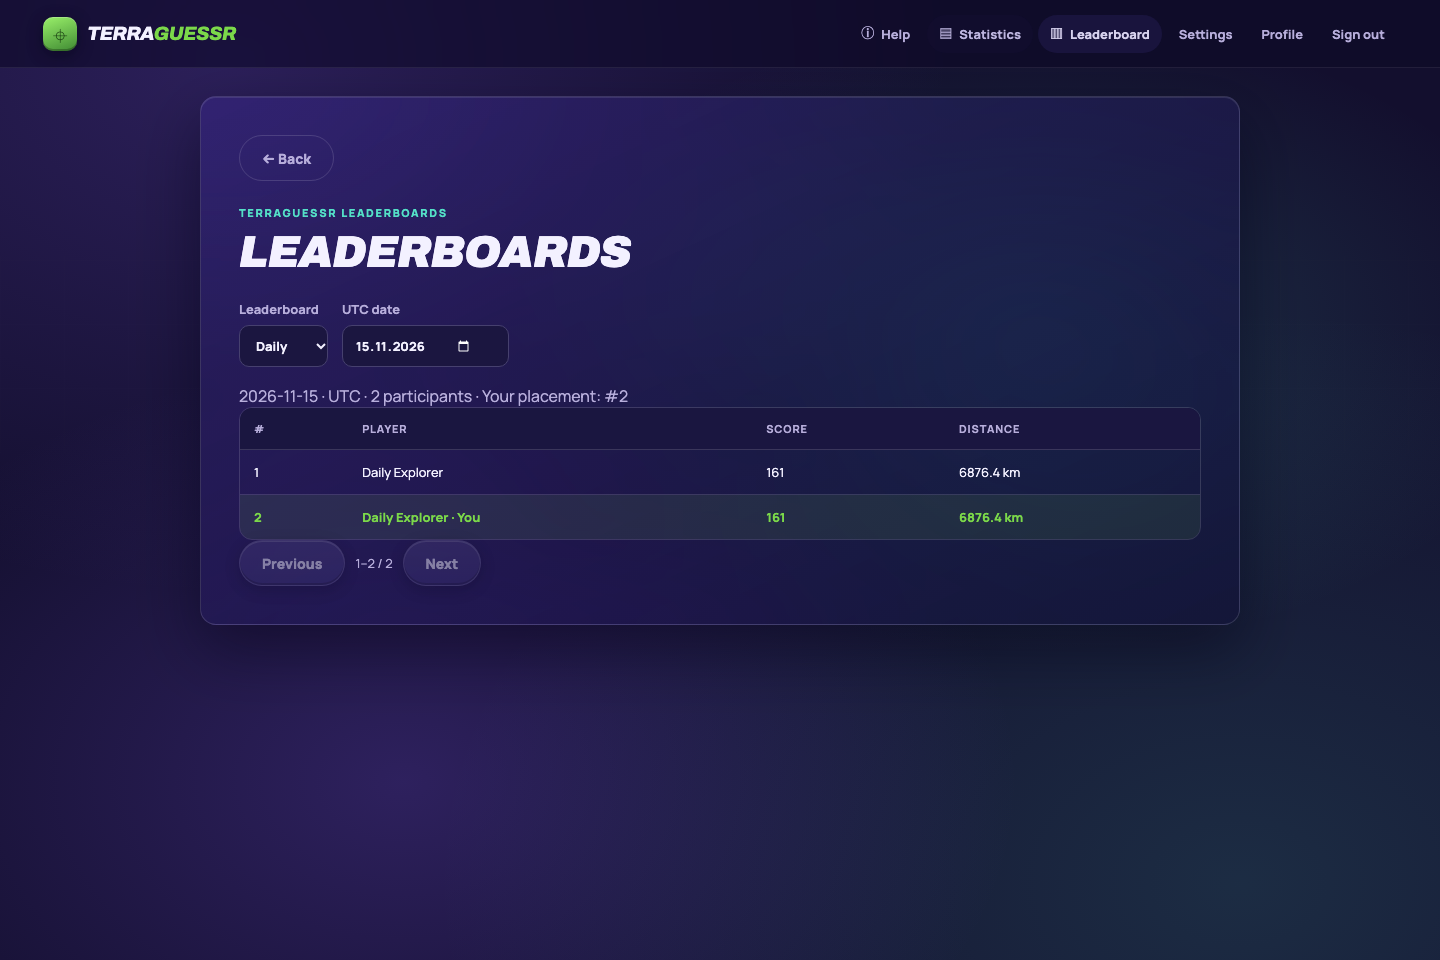 TERRAGUESSR
Help Statistics Leaderboard Settings Profile Sign out
← Back
TERRAGUESSR LEADERBOARDS
LEADERBOARDS
Leaderboard UTC date
Daily 15.11.2026
2026-11-15 · UTC · 2 participants · Your placement: #2
# PLAYER SCORE DISTANCE
1 Daily Explorer 161 6876.4 km
2 Daily Explorer · You 161 6876.4 km
Previous 1–2 / 2 Next